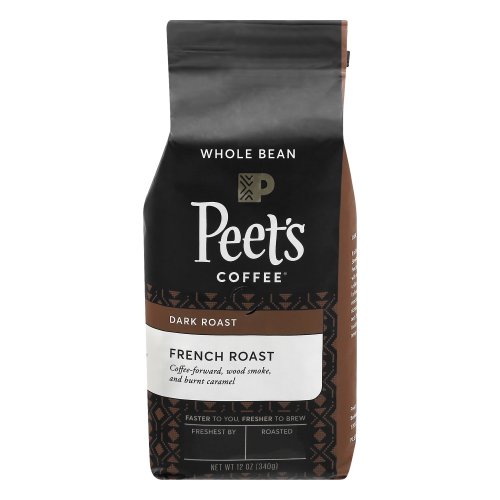 WHOLE BEAN
P
Peet's
COFFEE®
DARK ROAST
FRENCH ROAST
Coffee-forward, wood smoke,
and burnt caramel
FASTER TO YOU, FRESHER TO BREW
FRESHEST BY
ROASTED
NET WT 12 OZ (340g)